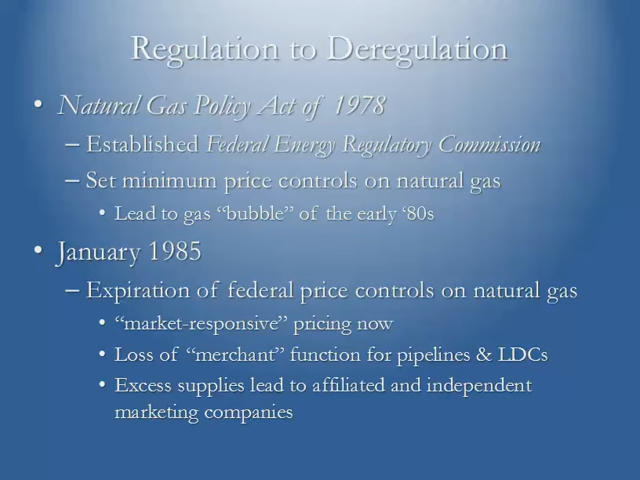 Regulation to Deregulation
• Natural Gas Policy Act of 1978
– Established Federal Energy Regulatory Commission
– Set minimum price controls on natural gas
• Lead to gas “bubble” of the early ‘80s
• January 1985
– Expiration of federal price controls on natural gas
• “market-responsive” pricing now
• Loss of “merchant” function for pipelines & LDCs
• Excess supplies lead to affiliated and independent
marketing companies